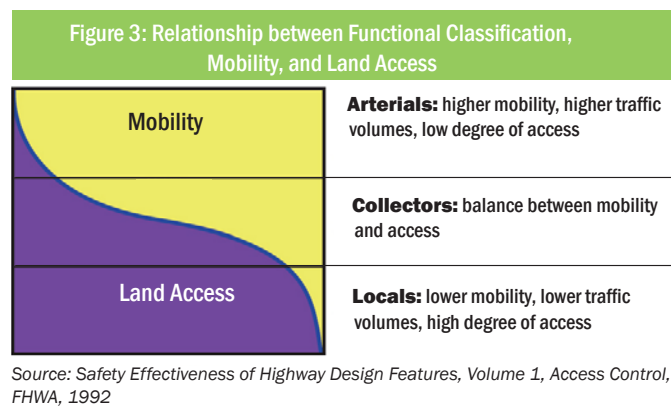 Figure 3: Relationship between Functional Classification,
Mobility, and Land Access
Mobility
Arterials: higher mobility, higher traffic
volumes, low degree of access
Collectors: balance between mobility
and access
Land Access
Locals: lower mobility, lower traffic
volumes, high degree of access
Source: Safety Effectiveness of Highway Design Features, Volume 1, Access Control,
FHWA, 1992